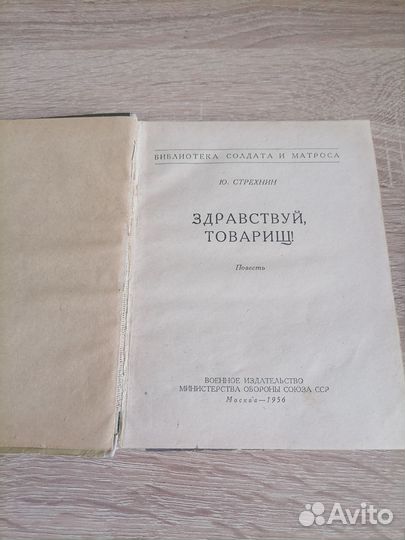 БИБЛИОТЕКА СОЛДАТА И МАТРОСА
Ю. СТРЕХНИН
ЗДРАВСТВУЙ,
ТОВАРИЩ!
Повесть
ВОЕННОЕ ИЗДАТЕЛЬСТВО
МИНИСТЕРСТВА ОБОРОНЫ СОЮЗА ССР
Москва—1956
Avito